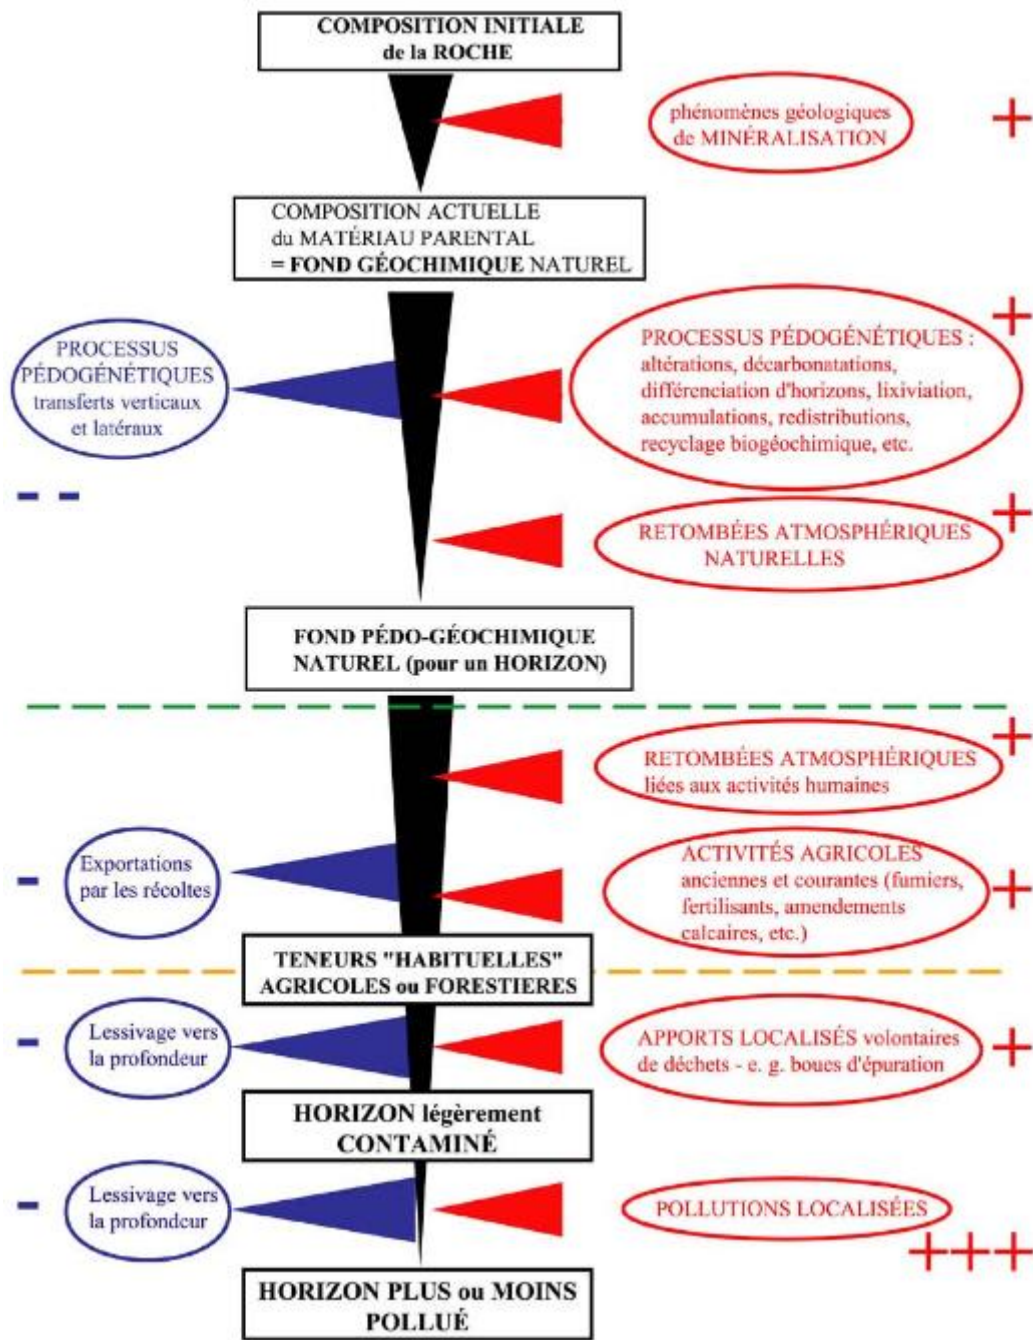 COMPOSITION INITIALE
de la ROCHE
phénomènes géologiques
de MINÉRALISATION
+
COMPOSITION ACTUELLE
du MATÉRIAU PARENTAL
= FOND GÉOCHIMIQUE NATUREL
+
PROCESSUS
PÉDOGÉNÉTIQUES
transferts verticaux
et latéraux
- -
PROCESSUS PÉDOGÉNÉTIQUES :
altérations, décarbonatations,
différenciation d'horizons, lixiviation,
accumulations, redistributions,
recyclage biogéochimique, etc.
+
RETOMBÉES ATMOSPHÉRIQUES
NATURELLES
FOND PÉDO-GÉOCHIMIQUE
NATUREL (pour un HORIZON)
+
RETOMBÉES ATMOSPHÉRIQUES
liées aux activités humaines
-
Exportations
par les récoltes
ACTIVITÉS AGRICOLES
anciennes et courantes (fumiers,
fertilisants, amendements
calcaires, etc.)
+
TENEURS "HABITUELLES"
AGRICOLES ou FORESTIERES
-
Lessivage vers
la profondeur
APPORTS LOCALISÉS volontaires
de déchets - e. g. boues d'épuration
+
HORIZON légèrement
CONTAMINÉ
-
Lessivage vers
la profondeur
POLLUTIONS LOCALISÉES
+++
HORIZON PLUS ou MOINS
POLLUÉ